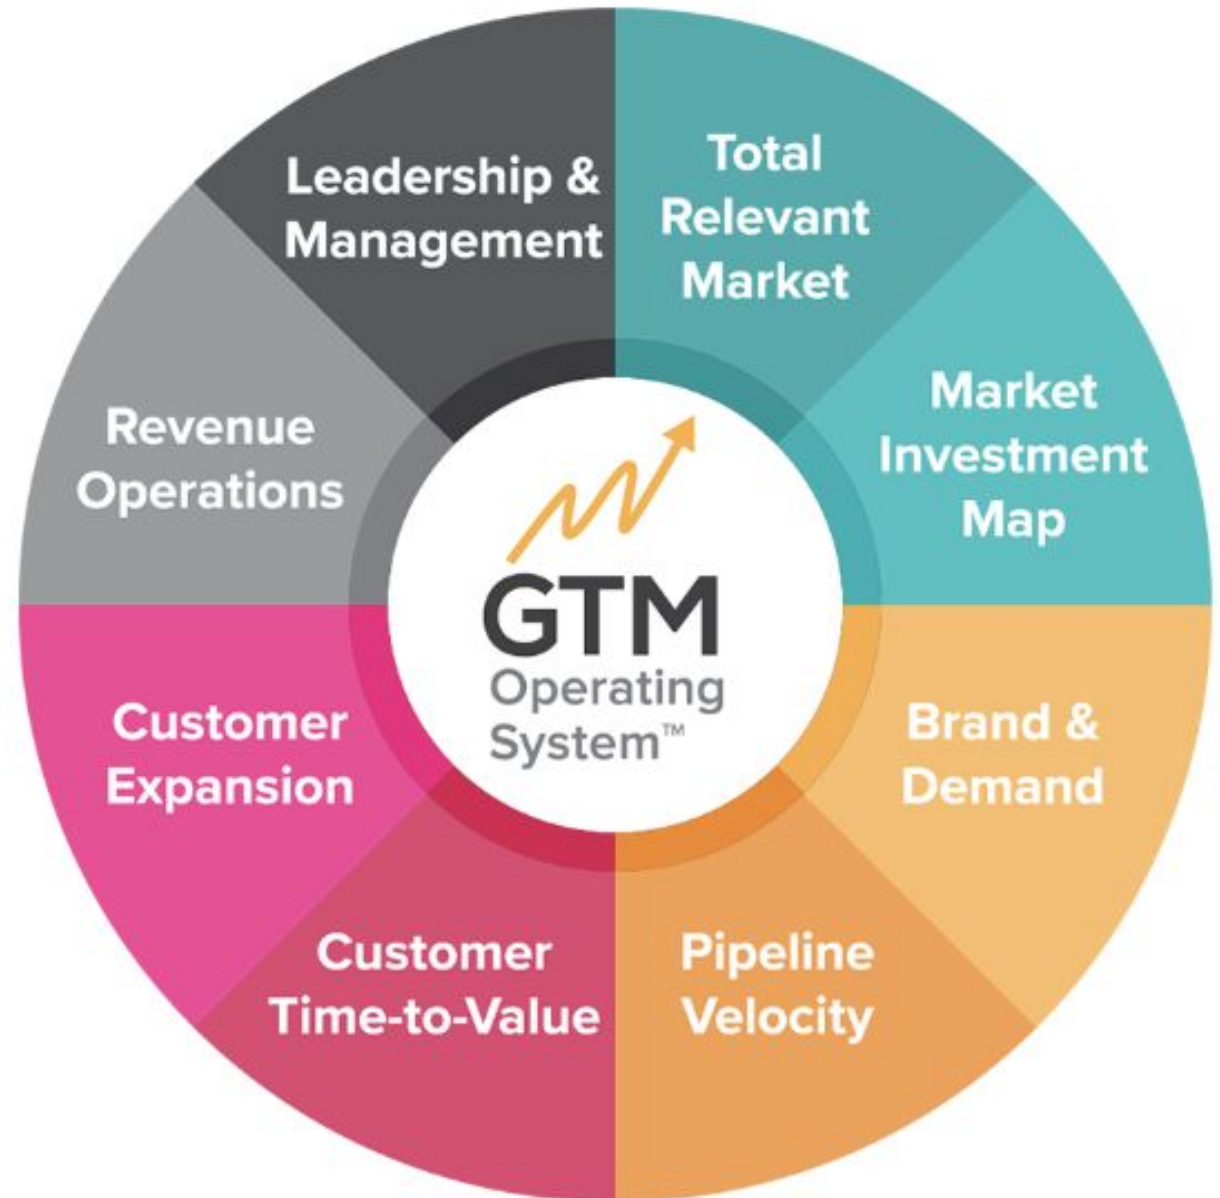 Leadership &
Management
Total
Relevant
Market
Market
Investment
Map
Brand &
Demand
Pipeline
Velocity
Customer
Time-to-Value
Customer
Expansion
Revenue
Operations
GTM
Operating
System™